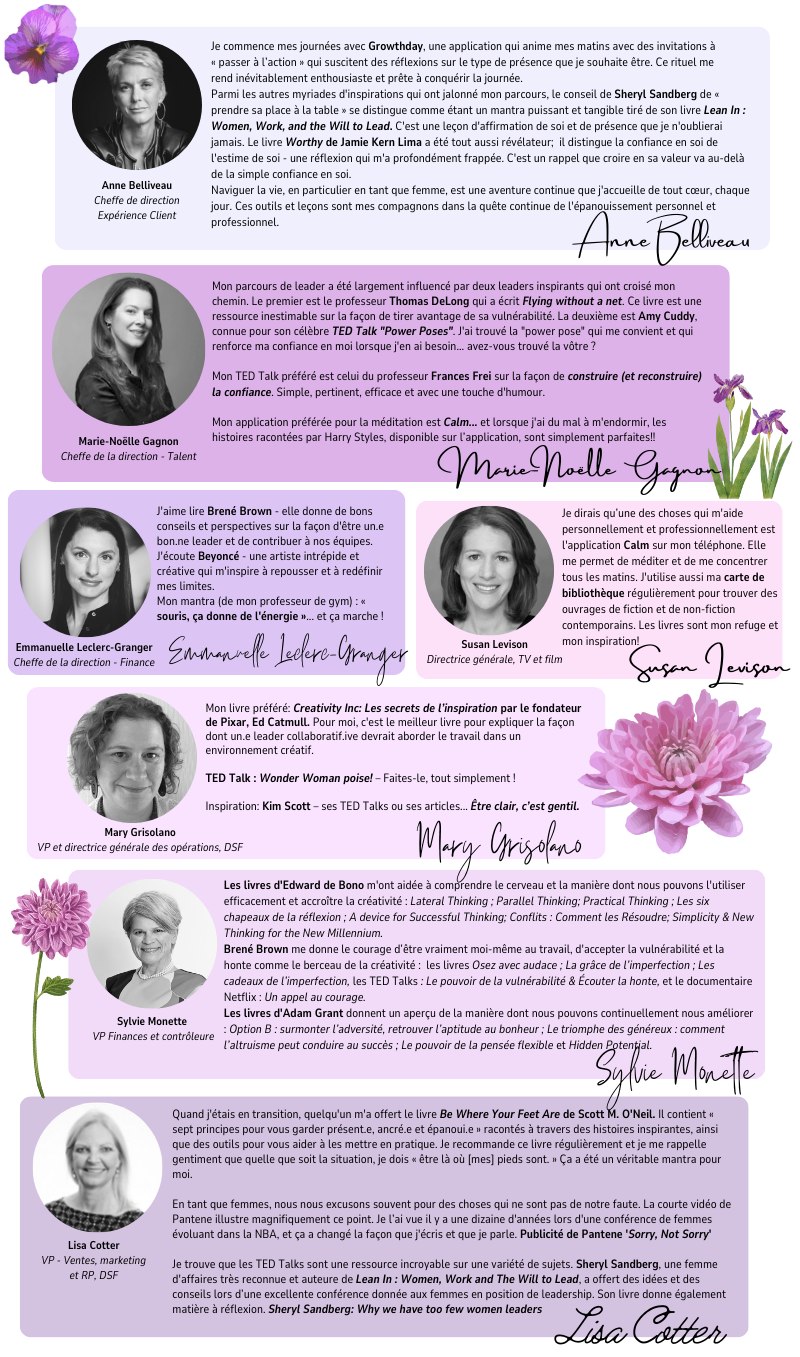 Je commence mes journées avec Growthday, une application qui anime mes matins avec des invitations à
« passer à l'action » qui suscitent des réflexions sur le type de présence que je souhaite être. Ce rituel me
rend inévitablement enthousiaste et prête à conquérir la journée.
Parmi les autres myriades d'inspirations qui ont jalonné mon parcours, le conseil de Sheryl Sandberg de «
prendre sa place à la table » se distingue comme étant un mantra puissant et tangible tiré de son livre Lean In :
Women, Work, and the Will to Lead. C'est une leçon d'affirmation de soi et de présence que je n'oublierai
jamais. Le livre Worthy de Jamie Kern Lima a été tout aussi révélateur; il distingue la confiance en soi de
l'estime de soi - une réflexion qui m'a profondément frappée. C'est un rappel que croire en sa valeur va au-delà
de la simple confiance en soi.
Naviguer la vie, en particulier en tant que femme, est une aventure continue que j'accueille de tout cœur, chaque
jour. Ces outils et leçons sont mes compagnons dans la quête continue de l'épanouissement personnel et
professionnel.
Anne Belliveau
Cheffe de direction
Expérience Client
Anne Belliveau
Mon parcours de leader a été largement influencé par deux leaders inspirants qui ont croisé mon
chemin. Le premier est le professeur Thomas DeLong qui a écrit Flying without a net. Ce livre est une
ressource inestimable sur la façon de tirer avantage de sa vulnérabilité. La deuxième est Amy Cuddy,
connue pour son célèbre TED Talk "Power Poses". J'ai trouvé la "power pose" qui me convient et qui
renforce ma confiance en moi lorsque j'en ai besoin... avez-vous trouvé la vôtre ?
Mon TED Talk préféré est celui du professeur Frances Frei sur la façon de construire (et reconstruire)
la confiance. Simple, pertinent, efficace et avec une touche d'humour.
Mon application préférée pour la méditation est Calm... et lorsque j'ai du mal à m'endormir, les
histoires racontées par Harry Styles, disponible sur l'application, sont simplement parfaites!!
Marie-Noëlle Gagnon
Cheffe de la direction - Talent
Marie-Noëlle Gagnon
J'aime lire Brené Brown - elle donne de bons
conseils et perspectives sur la façon d'être un.e
bon.ne leader et de contribuer à nos équipes.
J'écoute Beyoncé - une artiste intrépide et
créative qui m'inspire à repousser et à redéfinir
mes limites.
Mon mantra (de mon professeur de gym) : «
souris, ça donne de l'énergie »... et ça marche !
Emmanuelle Leclerc-Granger
Cheffe de la direction - Finance
Emmanuelle Leclerc-Granger
Je dirais qu'une des choses qui m'aide
personnellement et professionnellement est
l'application Calm sur mon téléphone. Elle
me permet de méditer et de me concentrer
tous les matins. J'utilise aussi ma carte de
bibliothèque régulièrement pour trouver des
ouvrages de fiction et de non-fiction
contemporains. Les livres sont mon refuge et
mon inspiration!
Susan Levison
Directrice générale, TV et film
Susan Levison
Mon livre préféré: Creativity Inc: Les secrets de l'inspiration par le fondateur
de Pixar, Ed Catmull. Pour moi, c'est le meilleur livre pour expliquer la façon
dont un.e leader collaboratif.ive devrait aborder le travail dans un
environnement créatif.
TED Talk : Wonder Woman poise! – Faites-le, tout simplement !
Inspiration: Kim Scott – ses TED Talks ou ses articles... Être clair, c'est gentil.
Mary Grisolano
VP et directrice générale des opérations, DSF
Mary Grisolano
Les livres d'Edward de Bono m'ont aidée à comprendre le cerveau et la manière dont nous pouvons l'utiliser
efficacement et accroître la créativité : Lateral Thinking ; Parallel Thinking; Practical Thinking ; Les six
chapeaux de la réflexion ; A device for Successful Thinking; Conflits : Comment les Résoudre; Simplicity & New
Thinking for the New Millennium.
Brené Brown me donne le courage d'être vraiment moi-même au travail, d'accepter la vulnérabilité et la
honte comme le berceau de la créativité : les livres Osez avec audace ; La grâce de l'imperfection ; Les
cadeaux de l'imperfection, les TED Talks : Le pouvoir de la vulnérabilité & Écouter la honte, et le documentaire
Netflix : Un appel au courage.
Les livres d'Adam Grant donnent un aperçu de la manière dont nous pouvons continuellement nous améliorer
: Option B : surmonter l'adversité, retrouver l'aptitude au bonheur ; Le triomphe des généreux : comment
l'altruisme peut conduire au succès ; Le pouvoir de la pensée flexible et Hidden Potential.
Sylvie Monette
VP Finances et contrôleure
Sylvie Monette
Quand j'étais en transition, quelqu'un m'a offert le livre Be Where Your Feet Are de Scott M. O'Neil. Il contient «
sept principes pour vous garder présent.e, ancré.e et épanoui.e » racontés à travers des histoires inspirantes, ainsi
que des outils pour vous aider à les mettre en pratique. Je recommande ce livre régulièrement et je me rappelle
gentiment que quelle que soit la situation, je dois « être là où [mes] pieds sont. » Ça a été un véritable mantra pour
moi.
En tant que femmes, nous nous excusons souvent pour des choses qui ne sont pas de notre faute. La courte vidéo de
Pantene illustre magnifiquement ce point. Je l'ai vue il y a une dizaine d'années lors d'une conférence de femmes
évoluant dans la NBA, et ça a changé la façon que j'écris et que je parle. Publicité de Pantene 'Sorry, Not Sorry'
Je trouve que les TED Talks sont une ressource incroyable sur une variété de sujets. Sheryl Sandberg, une femme
d'affaires très reconnue et auteure de Lean In : Women, Work and The Will to Lead, a offert des idées et des
conseils lors d'une excellente conférence donnée aux femmes en position de leadership. Son livre donne également
matière à réflexion. Sheryl Sandberg: Why we have too few women leaders
Lisa Cotter
VP - Ventes, marketing
et RP, DSF
Lisa Cotter